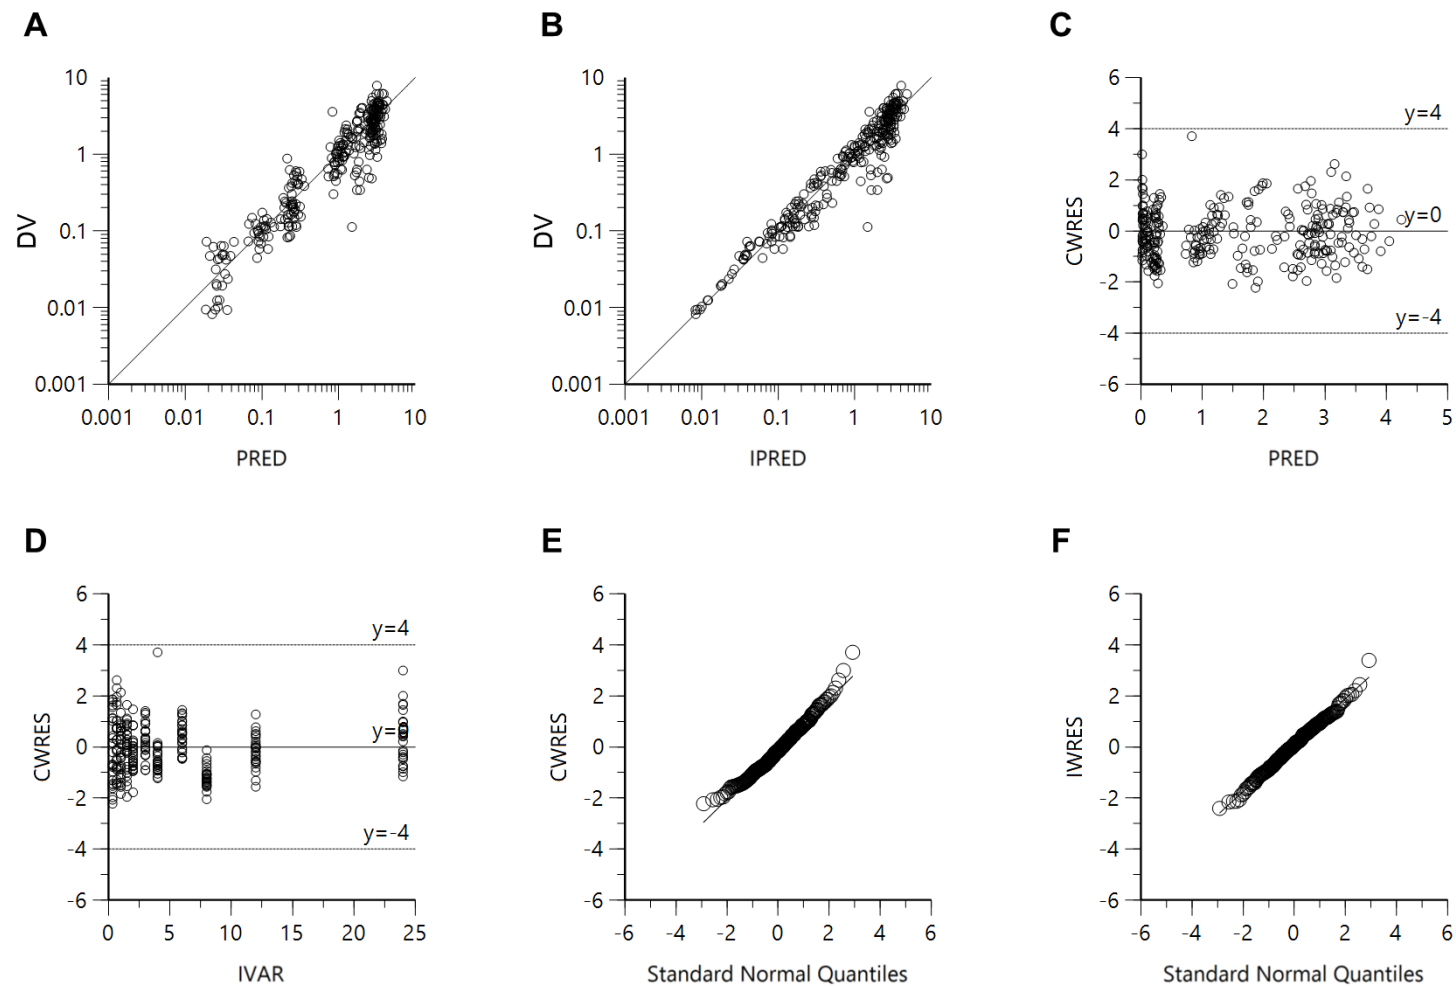 A
B
C
10
1
0.1
0.01
0.001
DV
0.001 0.01 0.1 1 10
PRED
10
1
0.1
0.01
0.001
DV
0.001 0.01 0.1 1 10
IPRED
6
4
2
0
-2
-4
-6
CWRES
y=4
y=0
y=-4
0 1 2 3 4 5
PRED
D
E
F
6
4
2
0
-2
-4
-6
CWRES
y=4
y=
y=-4
0 5 10 15 20 25
IVAR
6
4
2
0
-2
-4
-6
CWRES
-6 -4 -2 0 2 4 6
Standard Normal Quantiles
6
4
2
0
-2
-4
-6
IWRES
-6 -4 -2 0 2 4 6
Standard Normal Quantiles